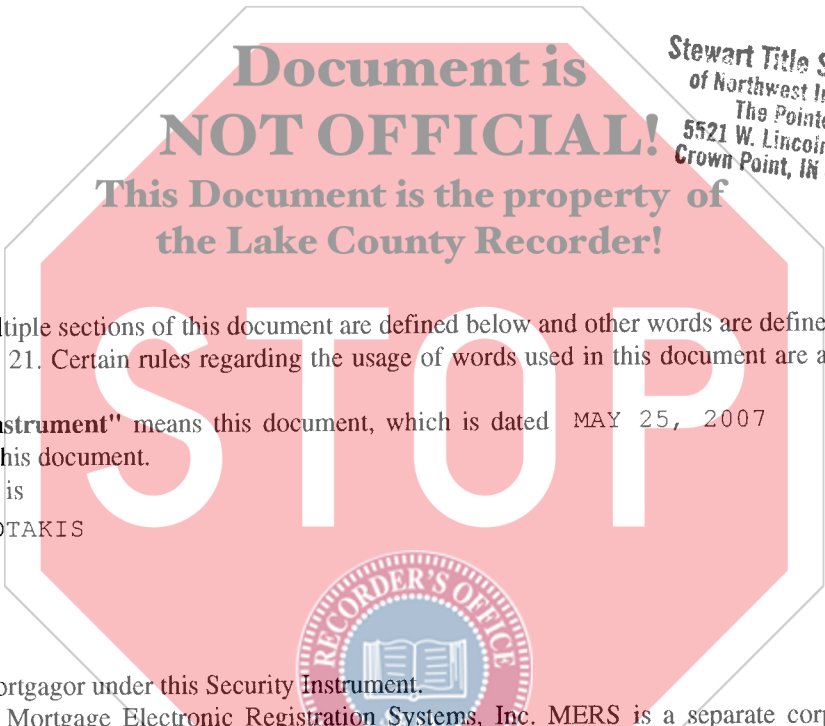 Document is
NOT OFFICIAL!
This Document is the property of
the Lake County Recorder!
Stewart Title S
of Northwest I
The Pointe
5521 W. Lincoln
Crown Point, IN
ltiple sections of this document are defined below and other words are define
21. Certain rules regarding the usage of words used in this document are a
nstrument" means this document, which is dated MAY 25, 2007
his document.
is
OTAKIS
STOP
RECORDER'S OFFICE
ortgagor under this Security Instrument.
Mortgage Electronic Registration Systems, Inc. MERS is a separate corp